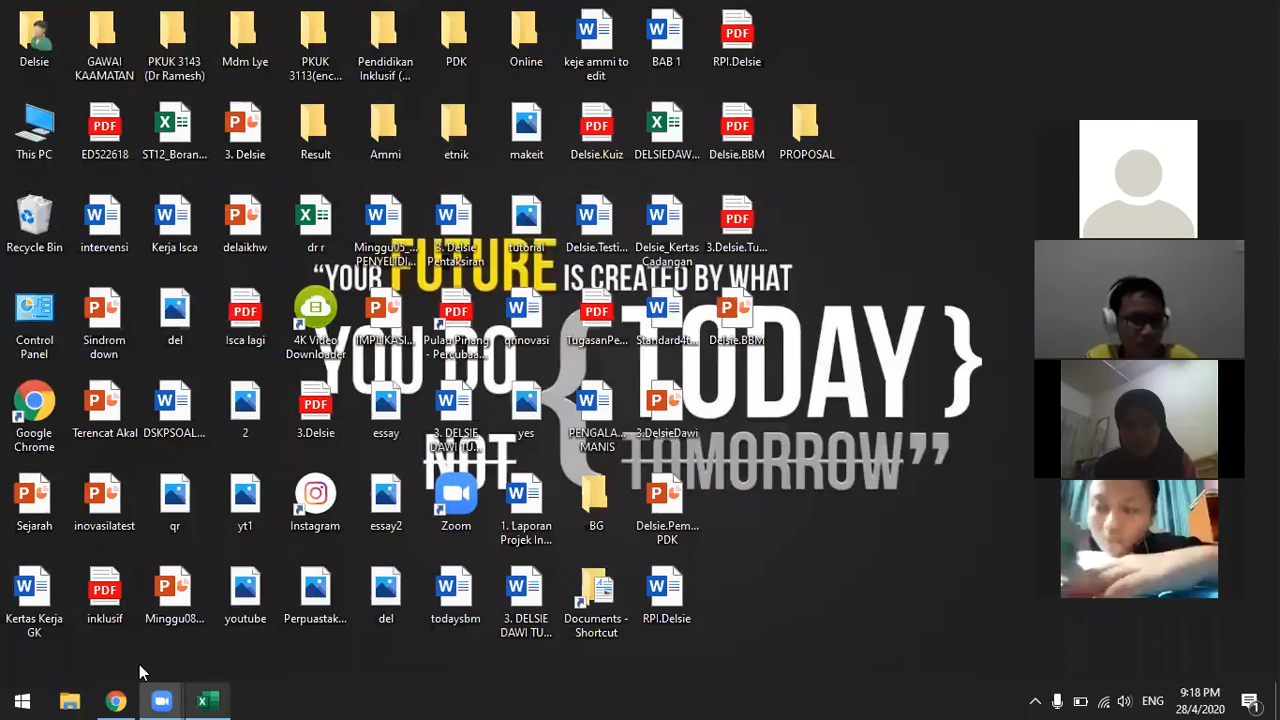 Delsie
GAWAI
KAAMATAN
PKUK 3143
(Dr Ramesh)
Mdm Lye
PKUK
3113(enc...
Pendidikan
Inklusif (...
PDK
Online
keje ammi to
edit
BAB 1
RPI.Delsie
This PC
ED522618
ST12_Boran...
3. Delsie
Result
Ammi
etnik
makeit
Delsie.Kuiz
DELSIEDAW...
Delsie.BBM
PROPOSAL
Recycle Bin
intervensi
Kerja Isca
delaikhw
dr r
Minggu05_...
PENYELIDI...
3. Delsie
Pentaksiran
tutorial
Delsie.Testi...
Delsie_Kertas
Cadangan
3.Delsie.Tu...
"YOUR FUTURE IS CREATED BY WHAT
YOU DO { TODAY }
NOT { TOMORROW"
Control
Panel
Sindrom
down
del
Isca lagi
4K Video
Downloader
IMPLIKASI...
Pulau Pinang
- Percubaa...
qnnovasi
TugasanPe...
Standard4t...
Delsie.BBM
Google
Chrome
Terencat Akal
DSKPSOAL...
2
3.Delsie
essay
3. DELSIE
DAWI TU...
yes
PENGALA...
MANIS
3.DelsieDawi
Sejarah
inovasilatest
qr
yt1
Instagram
essay2
Zoom
1. Laporan
Projek In...
BG
Delsie.Pem...
PDK
Kertas Kerja
GK
inklusif
Minggu08...
youtube
Perpuastak...
del
todaysbm
3. DELSIE
DAWI TU...
Documents -
Shortcut
RPI.Delsie
ENG
9:18 PM
28/4/2020
1